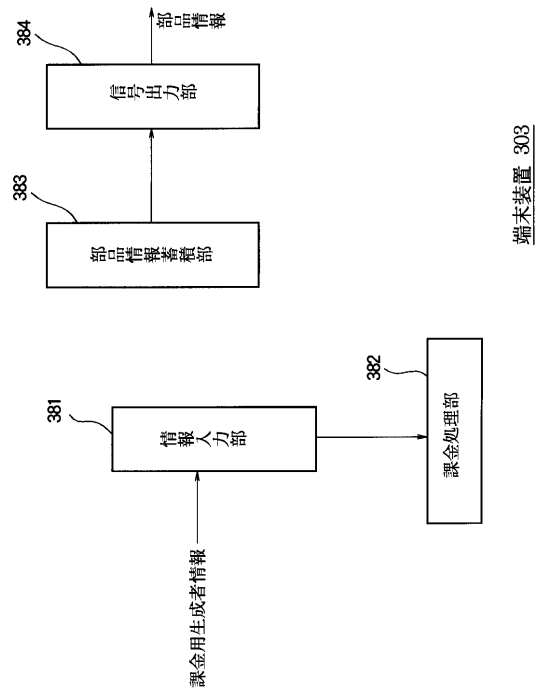 課金用生成者情報
381
情報入力部
382
課金処理部
383
部品情報蓄積部
384
信号出力部
部品情報
端末装置 303